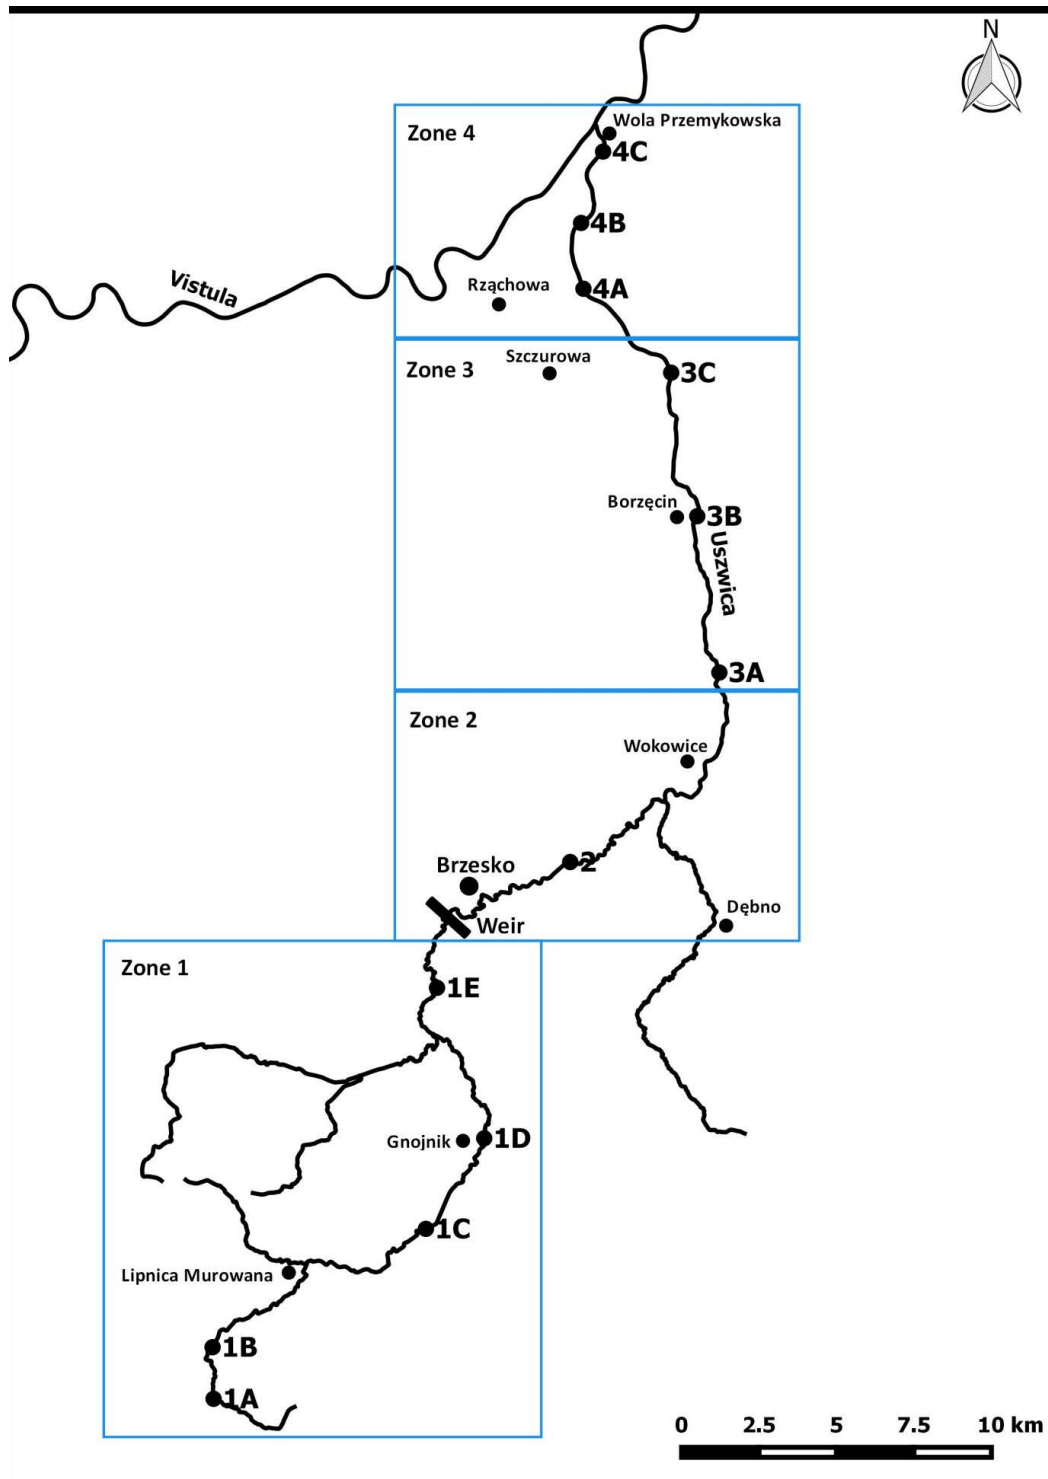 N
Zone 4
Wola Przemykowska
4C
4B
Vistula
Rząchowa
4A
Szczurowa
Zone 3
3C
Borzęcin
3B
Uszwica
3A
Zone 2
Wokowice
2
Brzesko
Dębno
Weir
Zone 1
1E
Gnojnik
1D
1C
Lipnica Murowana
1B
1A
0 2.5 5 7.5 10 km